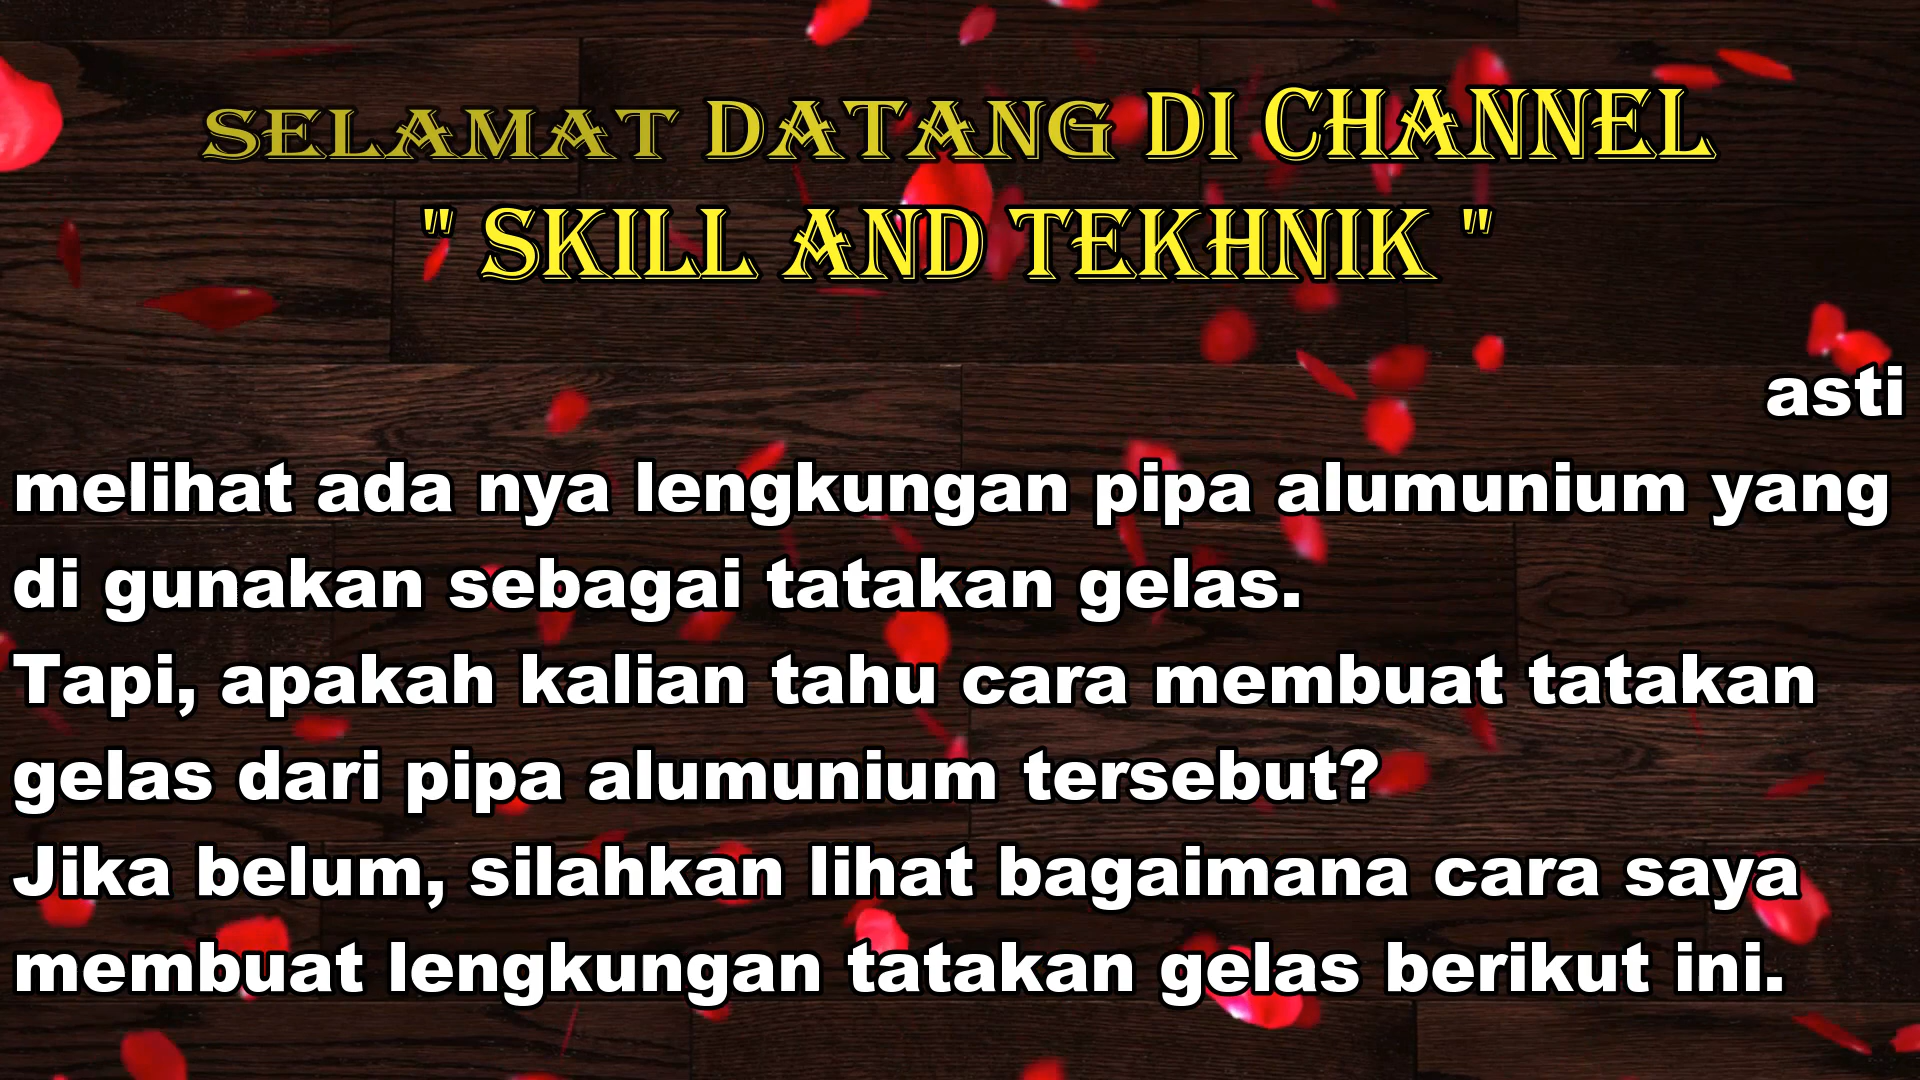 SELAMAT DATANG DI CHANNEL
" SKILL AND TEKHNIK "
asti
melihat ada nya lengkungan pipa alumunium yang
di gunakan sebagai tatakan gelas.
Tapi, apakah kalian tahu cara membuat tatakan
gelas dari pipa alumunium tersebut?
Jika belum, silahkan lihat bagaimana cara saya
membuat lengkungan tatakan gelas berikut ini.